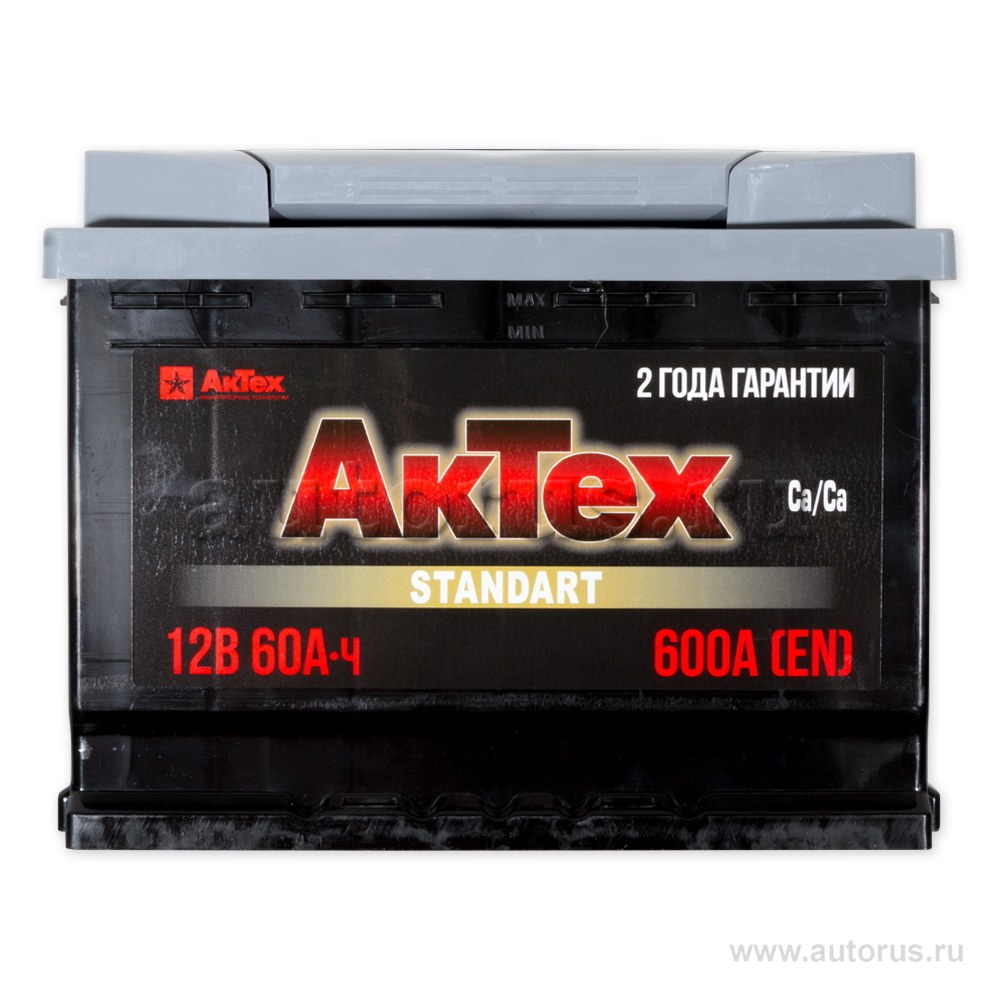 MAX
MIN
АкТех
2 ГОДА ГАРАНТИИ
АкТех
Ca/Ca
STANDART
12В 60А·ч
600А (EN)
www.autorus.ru